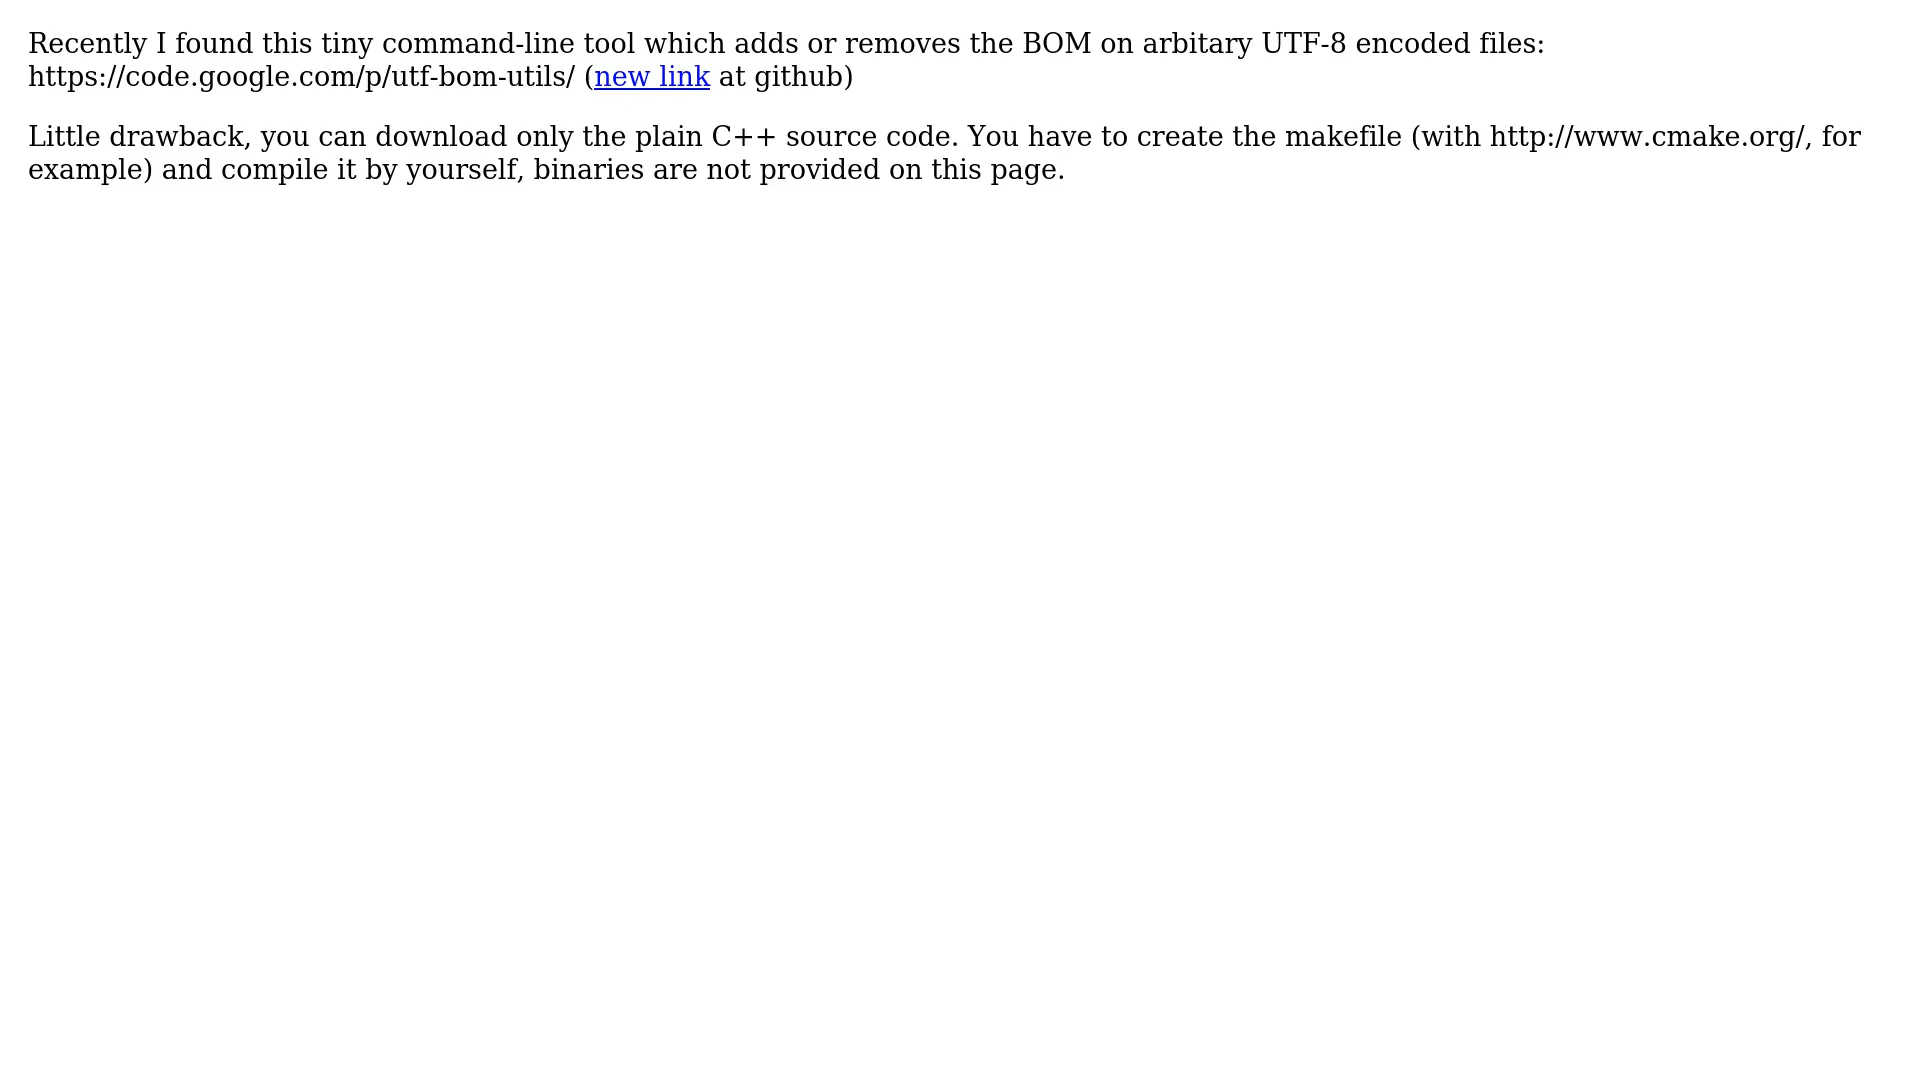 Recently I found this tiny command-line tool which adds or removes the BOM on arbitary UTF-8 encoded files:
https://code.google.com/p/utf-bom-utils/ (new link at github)
Little drawback, you can download only the plain C++ source code. You have to create the makefile (with http://www.cmake.org/, for
example) and compile it by yourself, binaries are not provided on this page.